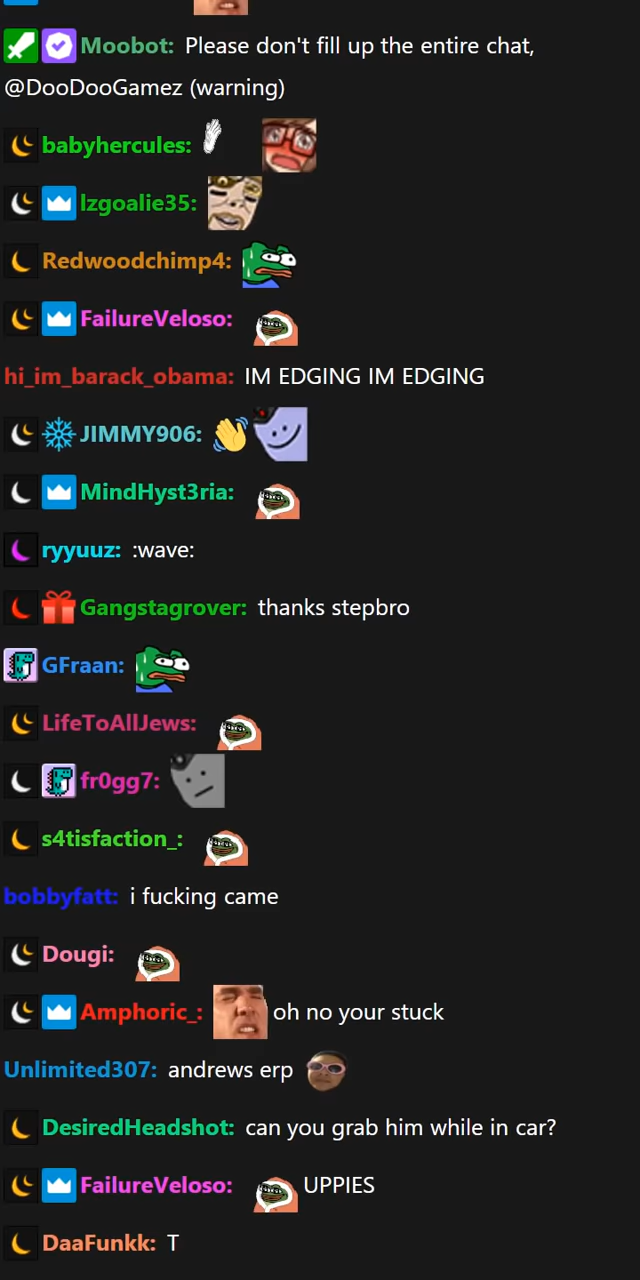 Moobot: Please don't fill up the entire chat,
@DooDooGamez (warning)
babyhercules:
lzgoalie35:
Redwoodchimp4:
FailureVeloso:
hi_im_barack_obama: IM EDGING IM EDGING
JIMMY906:
MindHyst3ria:
ryyuuz: :wave:
Gangstagrover: thanks stepbro
GFraan:
LifeToAllJews:
fr0gg7:
s4tisfaction_:
bobbyfatt: i fucking came
Dougi:
Amphoric_: oh no your stuck
Unlimited307: andrews erp
DesiredHeadshot: can you grab him while in car?
FailureVeloso: UPPIES
DaaFunkk: T